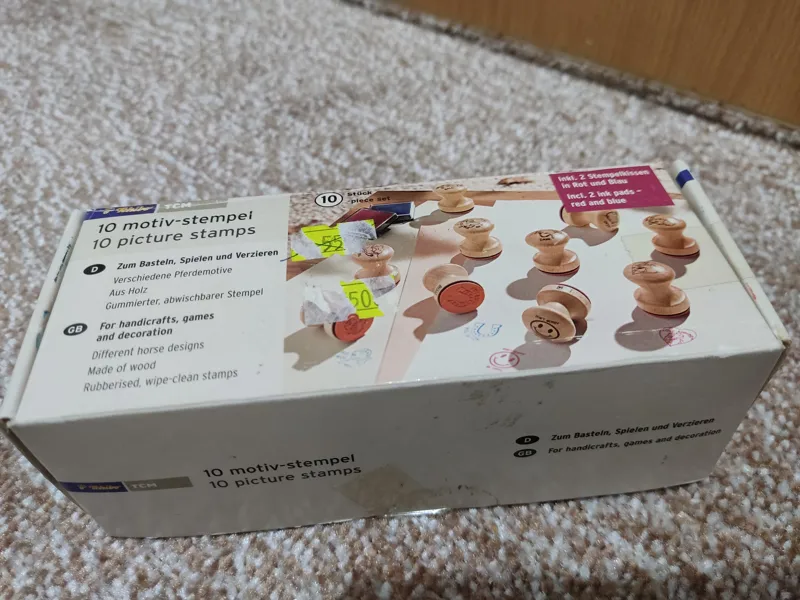 Tchibo TCM
10 motiv-stempel
10 picture stamps
D Zum Basteln, Spielen und Verzieren
Verschiedene Pferdemotive
Aus Holz
Gummierter, abwischbarer Stempel
GB For handicrafts, games
and decoration
Different horse designs
Made of wood
Rubberised, wipe-clean stamps
10 Stück
piece set
Inkl. 2 Stempelkissen
in Rot und Blau
Incl. 2 ink pads –
red and blue
50
Tchibo TCM
10 motiv-stempel
10 picture stamps
D Zum Basteln, Spielen und Verzieren
GB For handicrafts, games and decoration